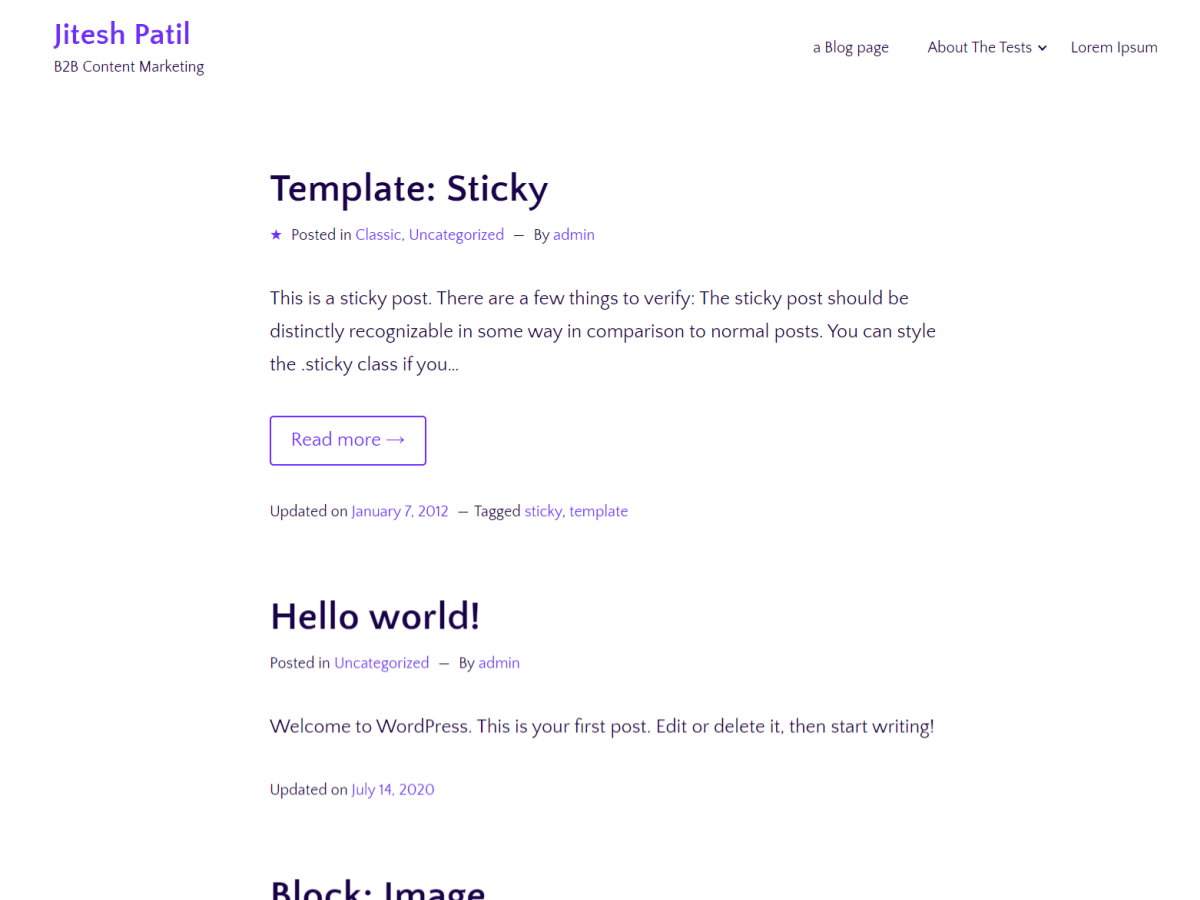 Jitesh Patil
B2B Content Marketing
a Blog page About The Tests Lorem Ipsum
Template: Sticky
★ Posted in Classic, Uncategorized — By admin
This is a sticky post. There are a few things to verify: The sticky post should be
distinctly recognizable in some way in comparison to normal posts. You can style
the .sticky class if you…
Read more →
Updated on January 7, 2012 — Tagged sticky, template
Hello world!
Posted in Uncategorized — By admin
Welcome to WordPress. This is your first post. Edit or delete it, then start writing!
Updated on July 14, 2020
Block: Image